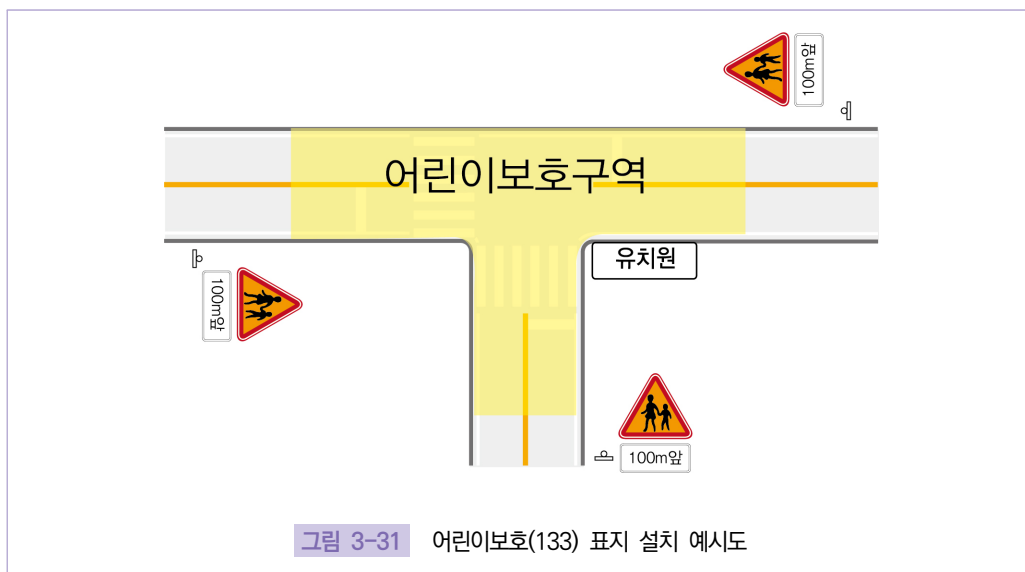 100m앞
어린이보호구역
유치원
100m앞
100m앞
그림 3-31 어린이보호(133) 표지 설치 예시도